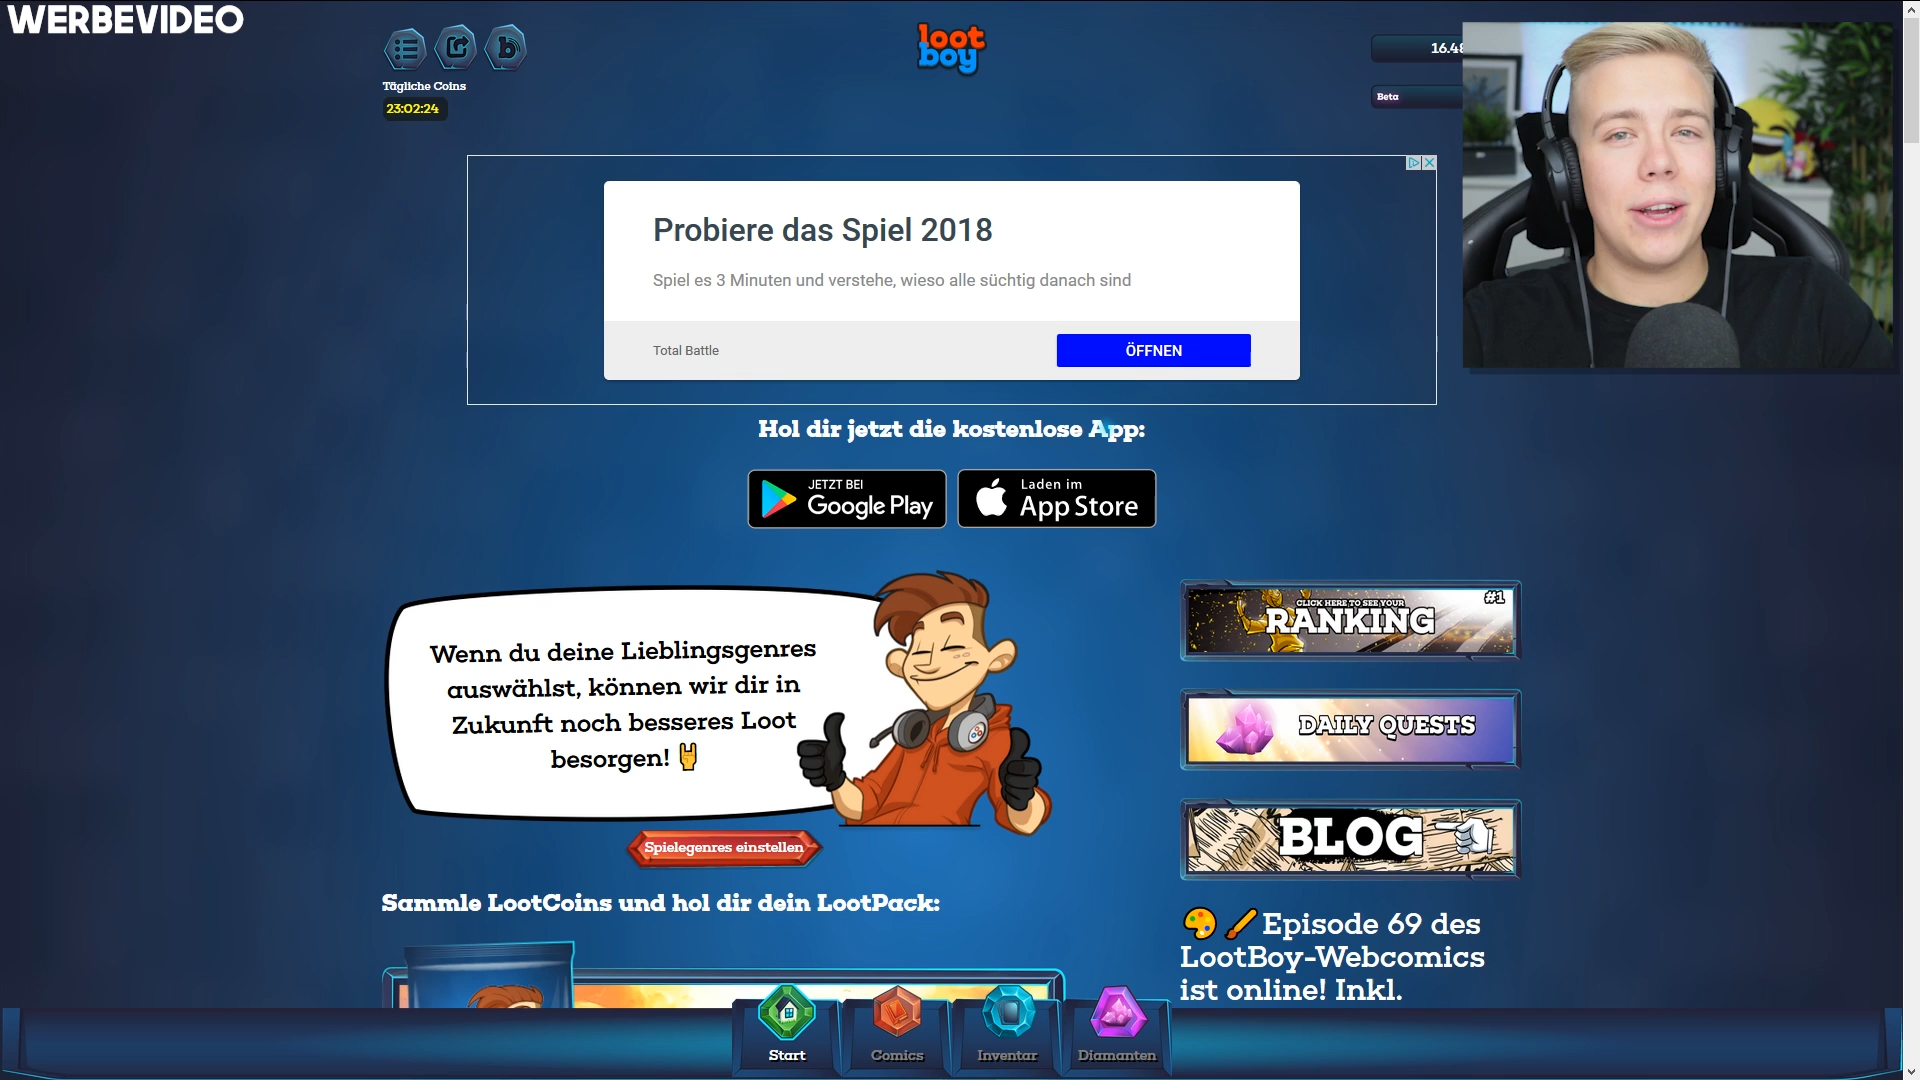 WERBEVIDEO
loot
boy
Tägliche Coins
23:02:24
16.48
Beta
Probiere das Spiel 2018
Spiel es 3 Minuten und verstehe, wieso alle süchtig danach sind
Total Battle
ÖFFNEN
Hol dir jetzt die kostenlose App:
JETZT BEI
Google Play
Laden im
App Store
Wenn du deine Lieblingsgenres
auswählst, können wir dir in
Zukunft noch besseres Loot
besorgen! 🤘
Spielegenres einstellen
#1
CLICK HERE TO SEE YOUR
RANKING
DAILY QUESTS
BLOG
Sammle LootCoins und hol dir dein LootPack:
🎨🖌️Episode 69 des
LootBoy-Webcomics
ist online! Inkl.
Start
Comics
Inventar
Diamanten